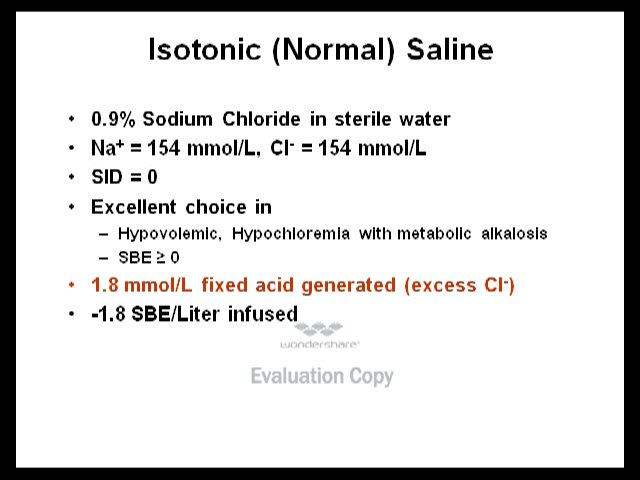 Isotonic (Normal) Saline
• 0.9% Sodium Chloride in sterile water
• Na⁺ = 154 mmol/L, Cl⁻ = 154 mmol/L
• SID = 0
• Excellent choice in
– Hypovolemic, Hypochloremia with metabolic alkalosis
– SBE ≥ 0
• 1.8 mmol/L fixed acid generated (excess Cl⁻)
• -1.8 SBE/Liter infused
wondershare
Evaluation Copy